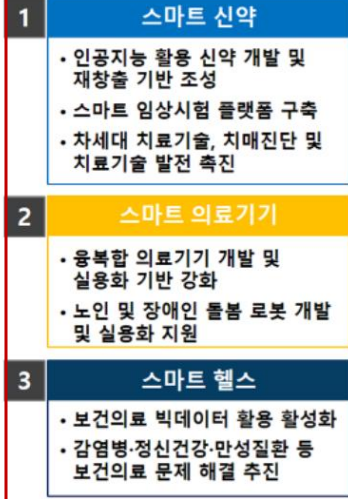 1 스마트 신약
• 인공지능 활용 신약 개발 및
재창출 기반 조성
• 스마트 임상시험 플랫폼 구축
• 차세대 치료기술, 치매진단 및
치료기술 발전 촉진
2 스마트 의료기기
• 융복합 의료기기 개발 및
실용화 기반 강화
• 노인 및 장애인 돌봄 로봇 개발
및 실용화 지원
3 스마트 헬스
• 보건의료 빅데이터 활용 활성화
• 감염병·정신건강·만성질환 등
보건의료 문제 해결 추진